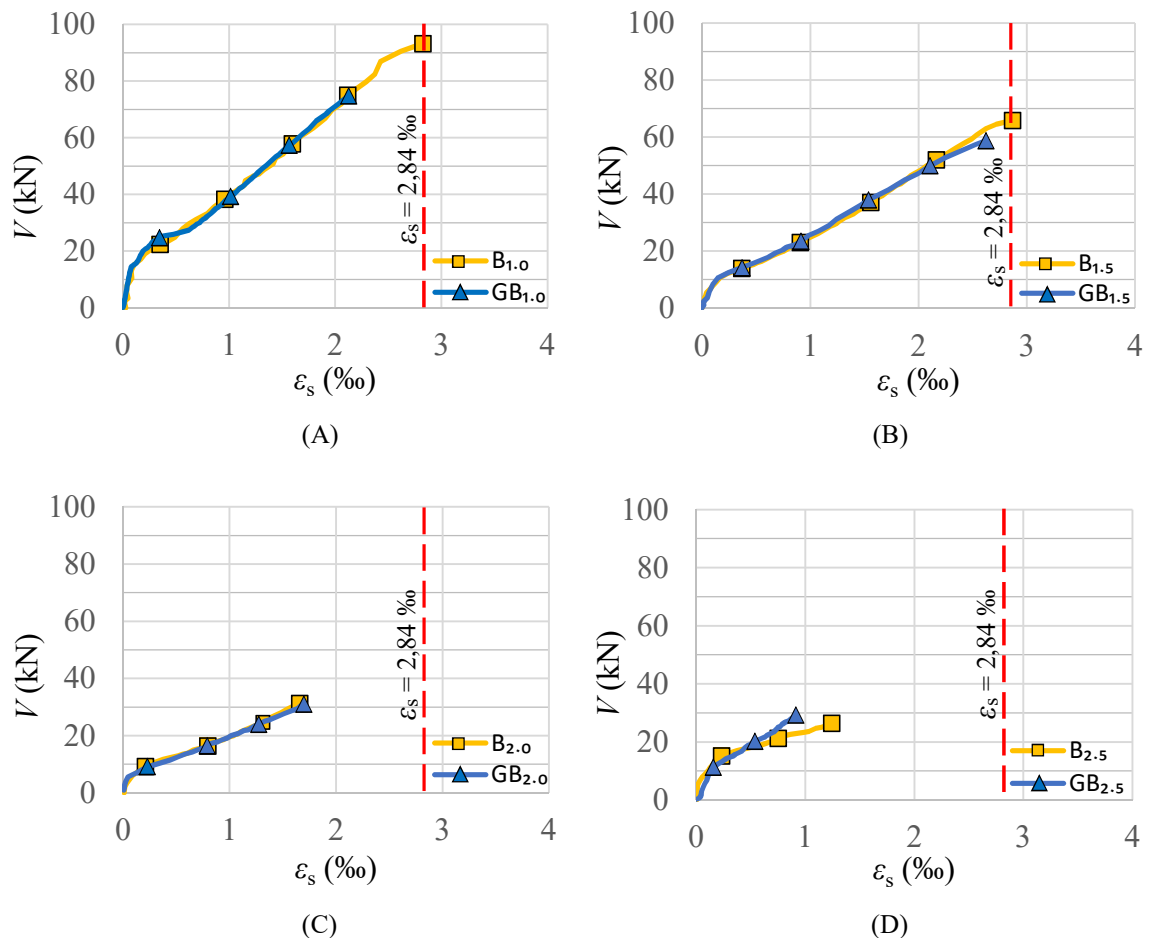 100
80
60
40
20
0
V (kN)
εs = 2,84 ‰
B₁.₀
GB₁.₀
0 1 2 3 4
εs (‰)
(A)
100
80
60
40
20
0
V (kN)
εs = 2,84 ‰
B₁.₅
GB₁.₅
0 1 2 3 4
εs (‰)
(B)
100
80
60
40
20
0
V (kN)
εs = 2,84 ‰
B₂.₀
GB₂.₀
0 1 2 3 4
εs (‰)
(C)
100
80
60
40
20
0
V (kN)
εs = 2,84 ‰
B₂.₅
GB₂.₅
0 1 2 3 4
εs (‰)
(D)